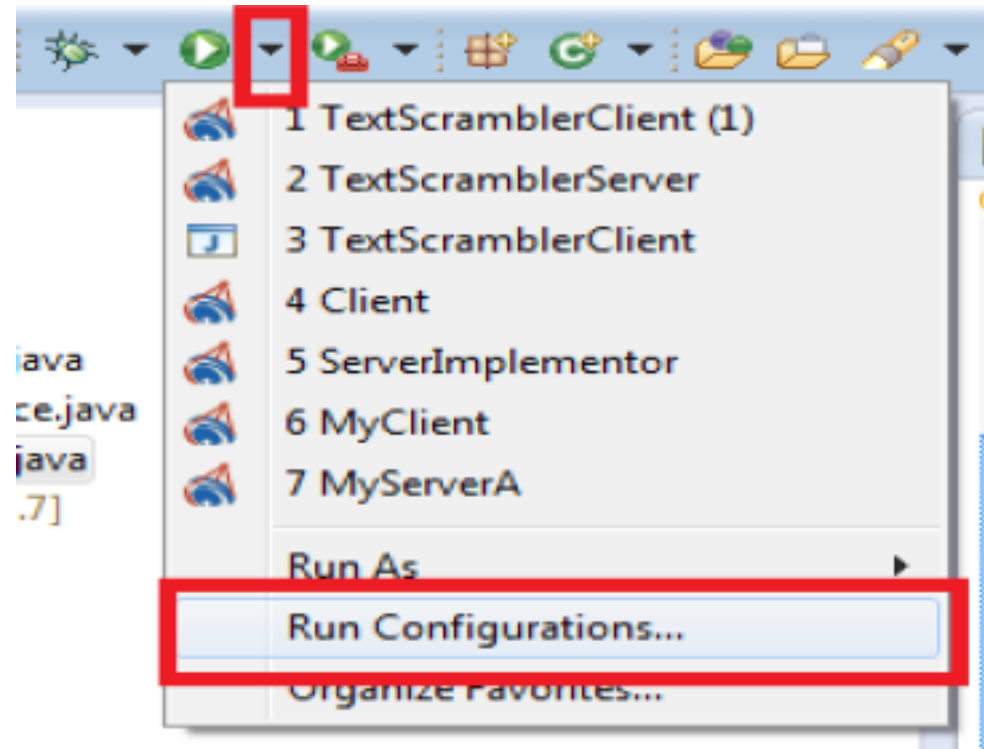 1 TextScramblerClient (1)
2 TextScramblerServer
3 TextScramblerClient
4 Client
5 ServerImplementor
6 MyClient
7 MyServerA
Run As
Run Configurations...
Organize Favorites...
java
ce.java
java
.7]